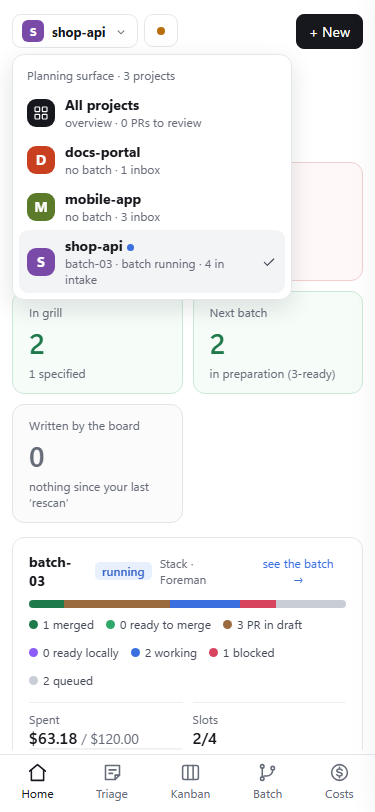 S shop-api
+ New
Planning surface · 3 projects
All projects
overview · 0 PRs to review
D docs-portal
no batch · 1 inbox
M mobile-app
no batch · 3 inbox
S shop-api
batch-03 · batch running · 4 in
intake
In grill
2
1 specified
Next batch
2
in preparation (3-ready)
Written by the board
0
nothing since your last
'rescan'
batch-
03
running
Stack ·
Foreman
see the batch
→
1 merged 0 ready to merge 3 PR in draft
0 ready locally 2 working 1 blocked
2 queued
Spent
$63.18 / $120.00
Slots
2/4
Home Triage Kanban Batch Costs